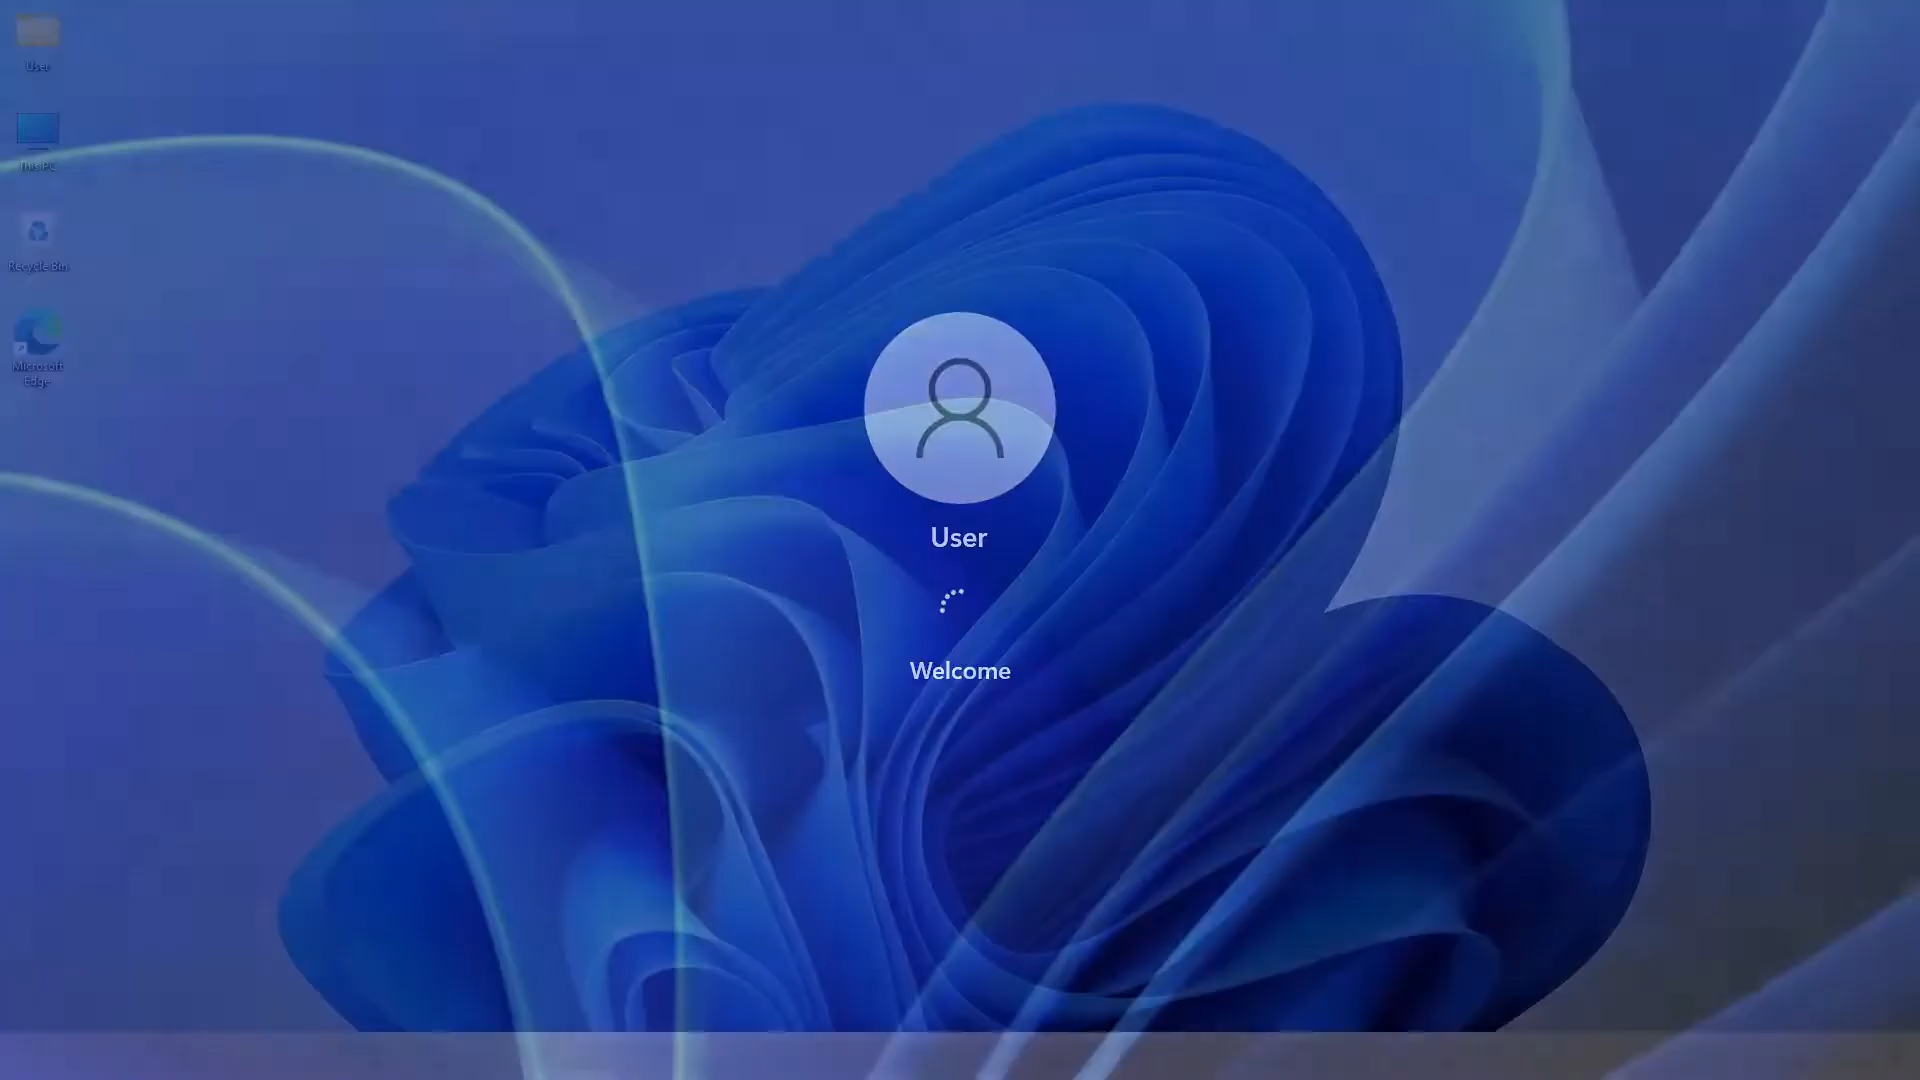 User
This PC
Recycle Bin
Microsoft
Edge
User
Welcome